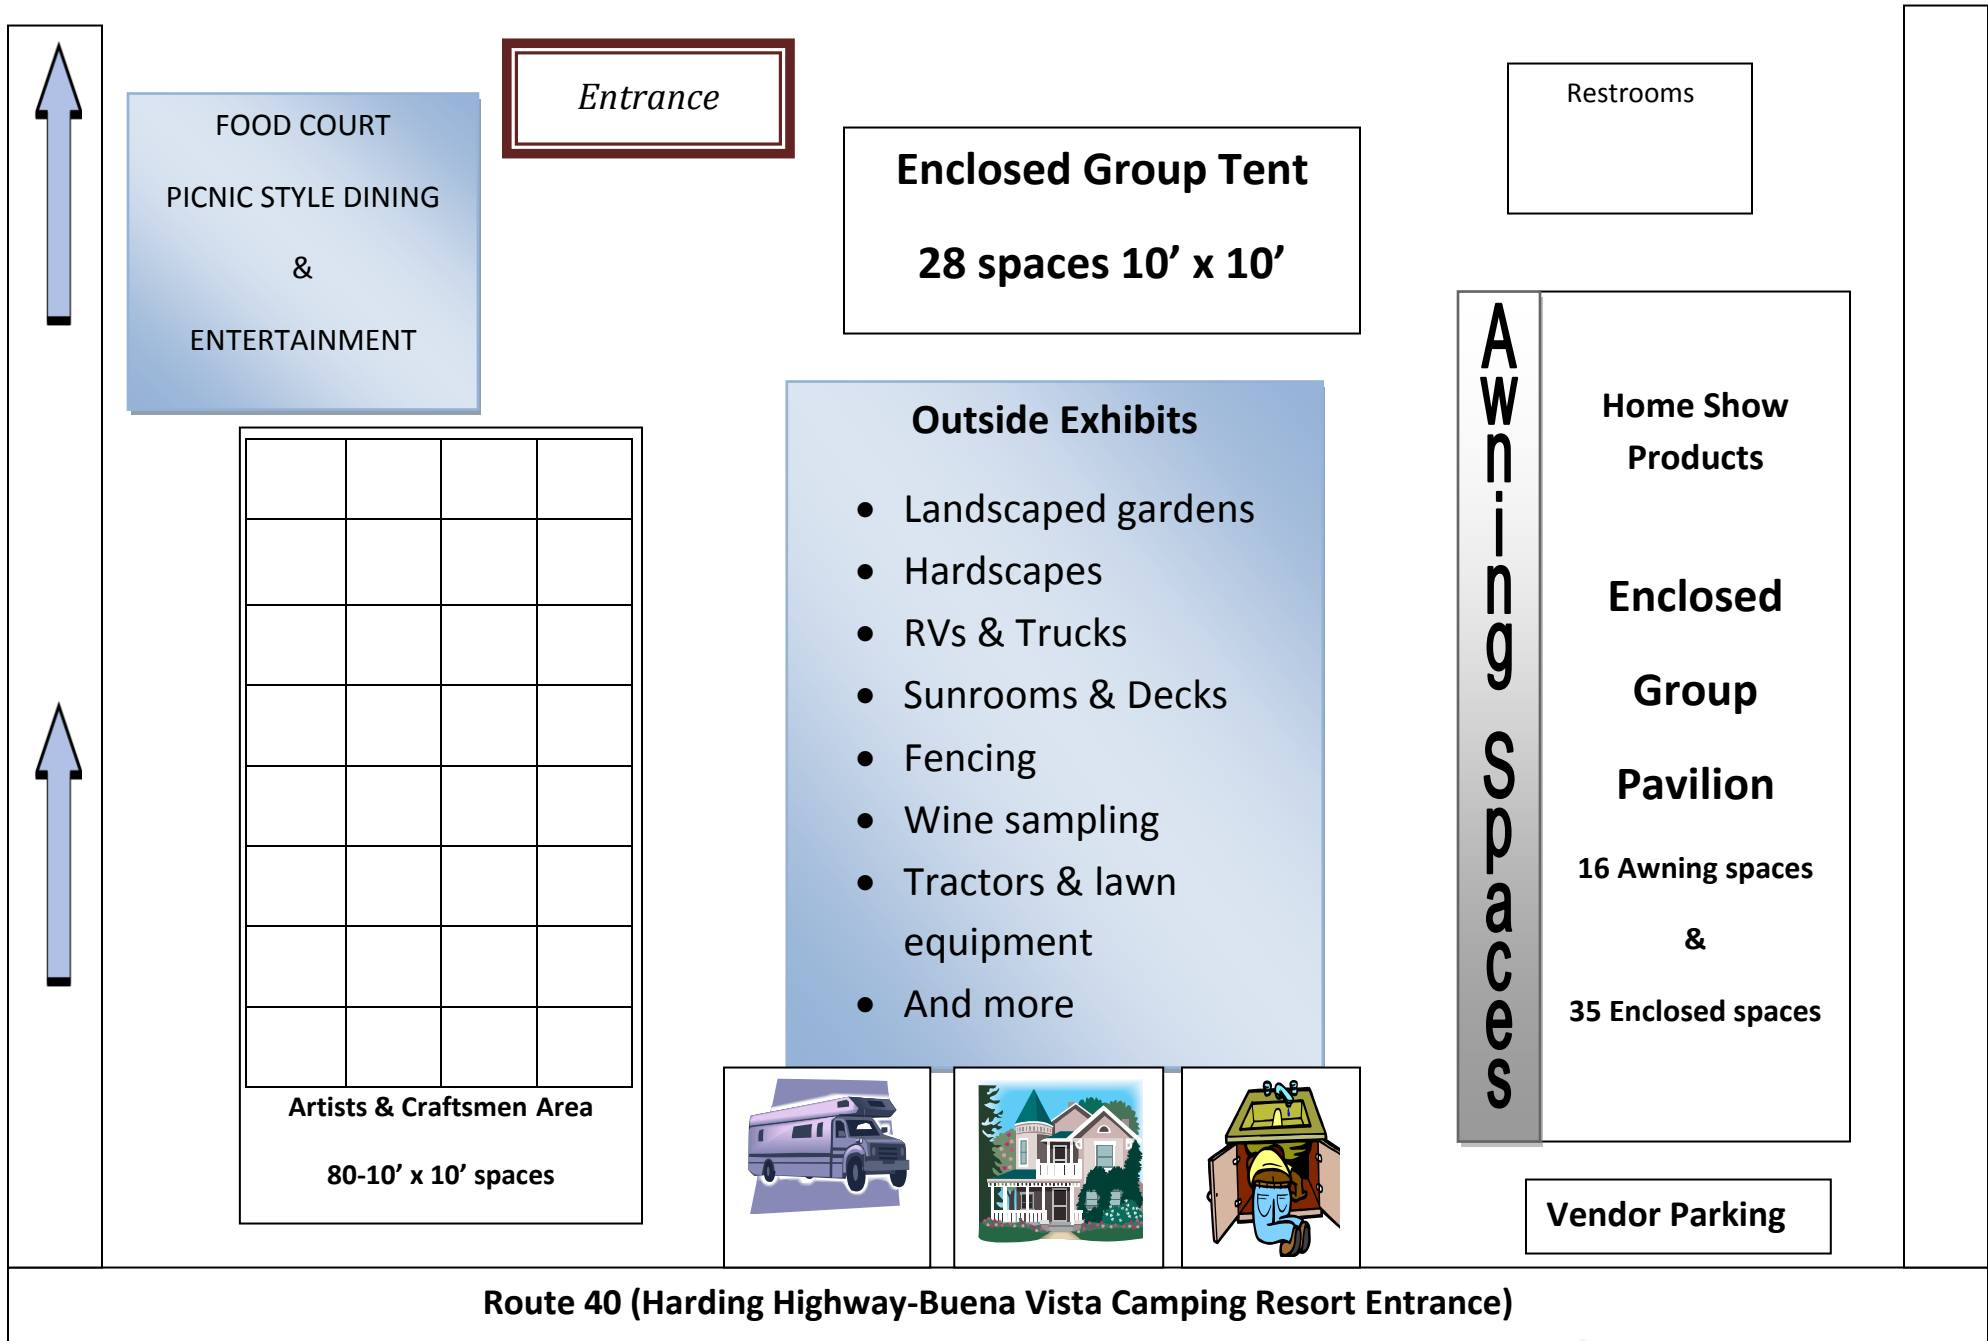 Entrance
Restrooms
FOOD COURT
PICNIC STYLE DINING
&
ENTERTAINMENT
Enclosed Group Tent
28 spaces 10’ x 10’
Outside Exhibits
• Landscaped gardens
• Hardscapes
• RVs & Trucks
• Sunrooms & Decks
• Fencing
• Wine sampling
• Tractors & lawn
equipment
• And more
Awning Spaces
Home Show
Products
Enclosed
Group
Pavilion
16 Awning spaces
&
35 Enclosed spaces
Artists & Craftsmen Area
80-10’ x 10’ spaces
Vendor Parking
Route 40 (Harding Highway-Buena Vista Camping Resort Entrance)